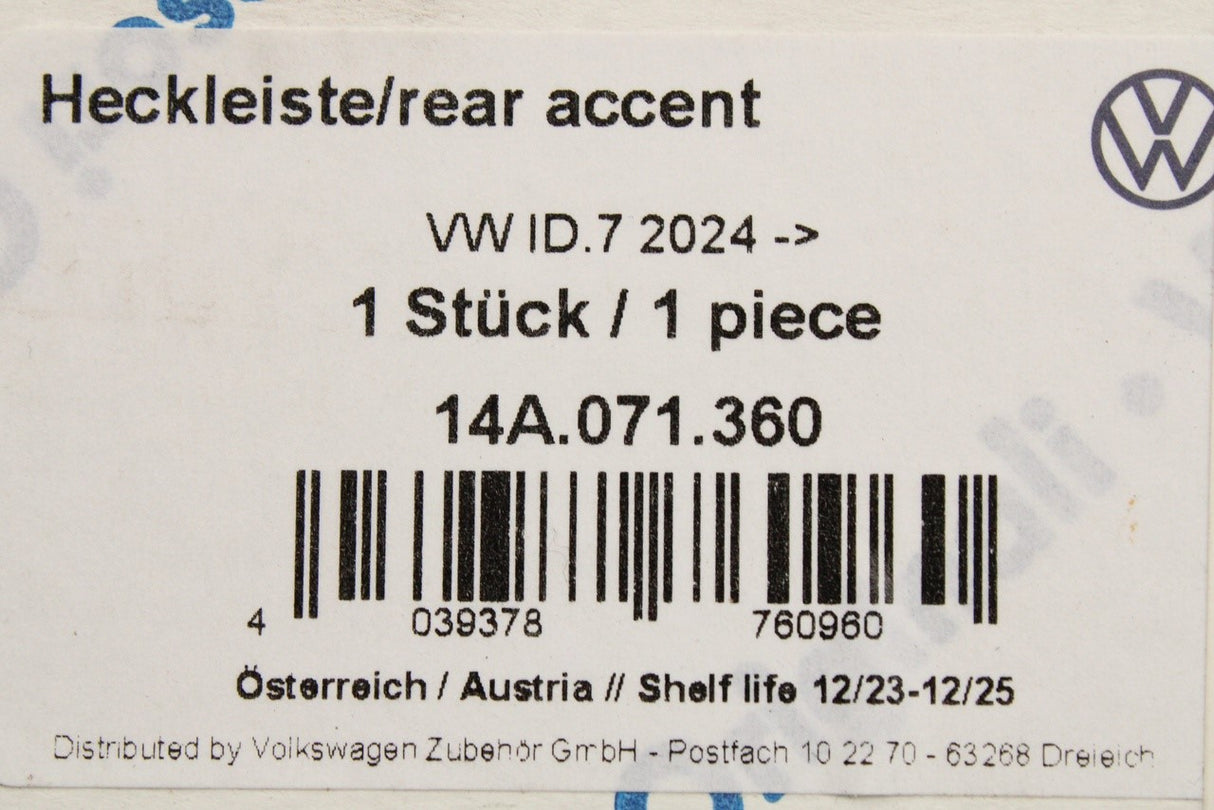 Heckleiste/rear accent
VW ID.7 2024 ->
1 Stück / 1 piece
14A.071.360
4 039378 760960
Österreich / Austria // Shelf life 12/23-12/25
Distributed by Volkswagen Zubehör GmbH - Postfach 10 22 70 - 63268 Dreieich